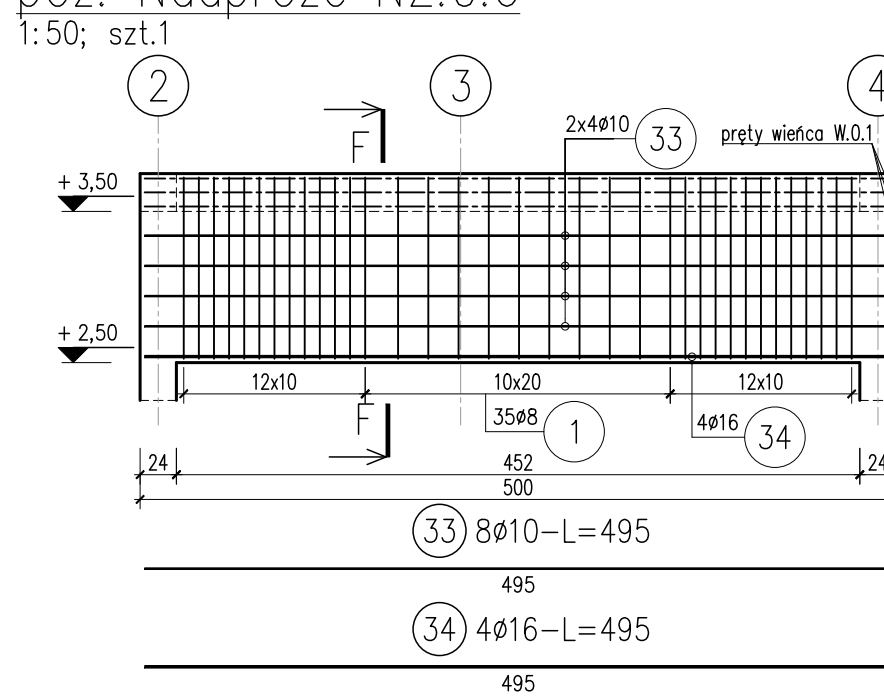 1:50; szt.1
2
3
4
F
2x4ø10
33
pręty wieńca W.0.1
+ 3,50
+ 2,50
12x10
10x20
12x10
F
35ø8
1
4ø16
34
24
452
24
500
33 8ø10-L=495
495
34 4ø16-L=495
495